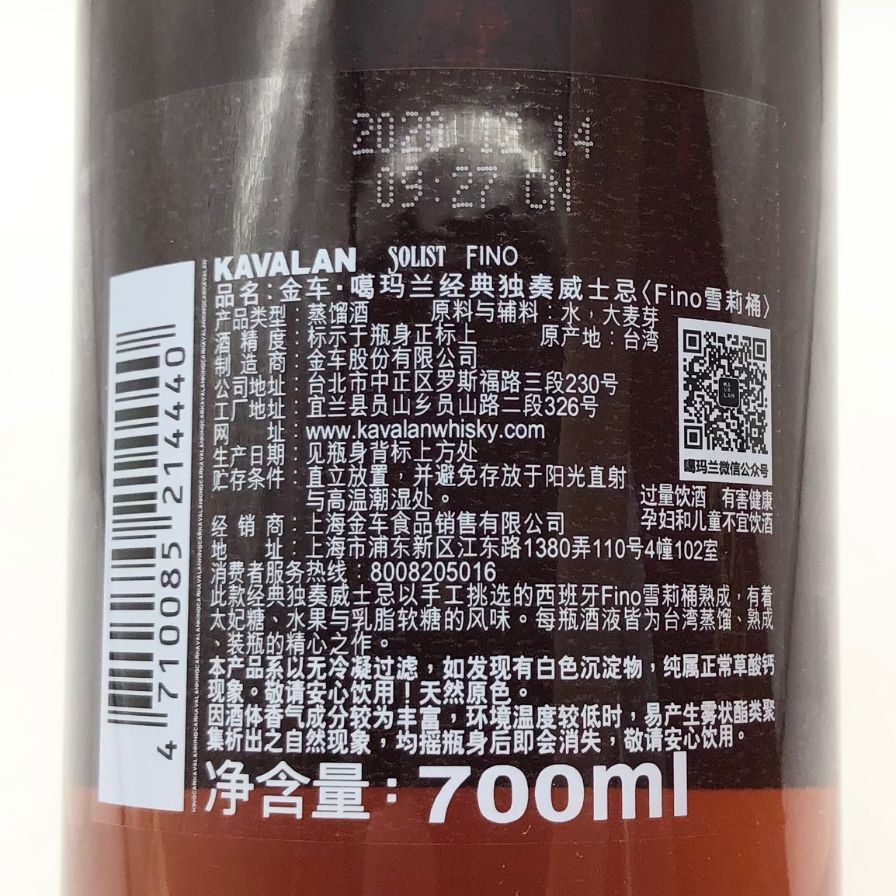 2020.12.14
09:27 CN
KAVALAN SOLIST FINO
品名:金车·噶玛兰经典独奏威士忌〈Fino雪莉桶〉
产品类型:蒸馏酒 原料与辅料:水,大麦芽
酒精度:标示于瓶身正标上 原产地:台湾
制造商:金车股份有限公司
公司地址:台北市中正区罗斯福路三段230号
工厂地址:宜兰县员山乡员山路二段326号
网址:www.kavalanwhisky.com
生产日期:见瓶身背标上方处
贮存条件:直立放置,并避免存放于阳光直射
与高温潮湿处。
噶玛兰微信公众号
过量饮酒 有害健康
孕妇和儿童不宜饮酒
经销商:上海金车食品销售有限公司
地址:上海市浦东新区江东路1380弄110号4幢102室
消费者服务热线:8008205016
此款经典独奏威士忌以手工挑选的西班牙Fino雪莉桶熟成,有着
太妃糖、水果与乳脂软糖的风味。每瓶酒液皆为台湾蒸馏、熟成
、装瓶的精心之作。
本产品系以无冷凝过滤,如发现有白色沉淀物,纯属正常草酸钙
现象。敬请安心饮用!天然原色。
因酒体香气成分较为丰富,环境温度较低时,易产生雾状酯类聚
集析出之自然现象,均摇瓶身后即会消失,敬请安心饮用。
净含量:700ml
4 710085 214440